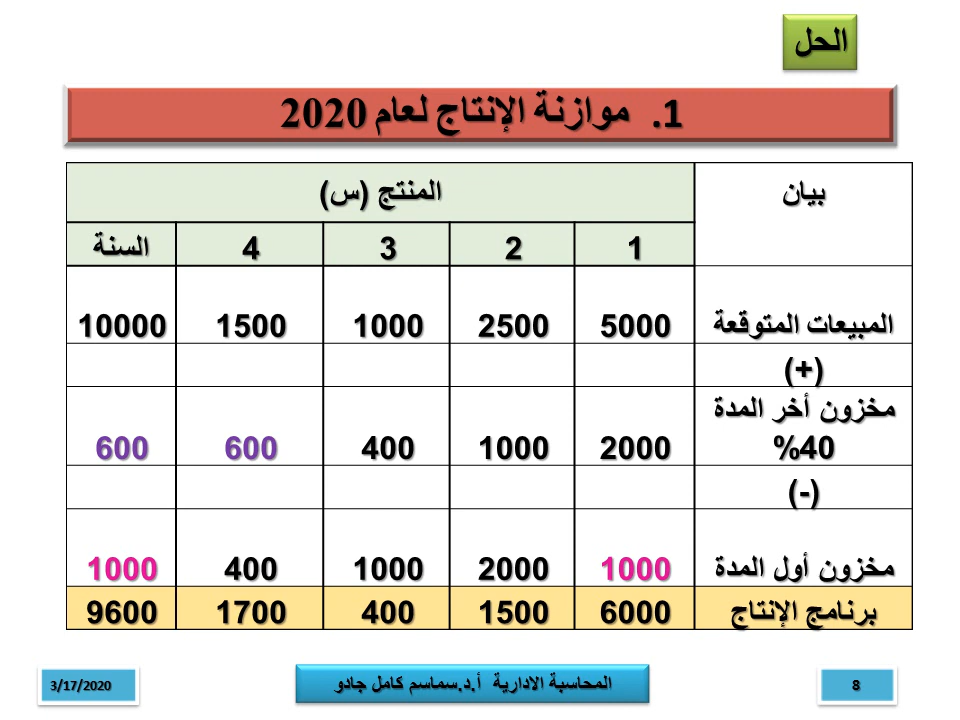 الحل
1. موازنة الإنتاج لعام 2020
بيان المنتج (س)
1 2 3 4 السنة
المبيعات المتوقعة 5000 2500 1000 1500 10000
(+)
مخزون أخر المدة
40% 2000 1000 400 600 600
(-)
مخزون أول المدة 1000 2000 1000 400 1000
برنامج الإنتاج 6000 1500 400 1700 9600
8
المحاسبة الادارية أ.د.سماسم كامل جادو
3/17/2020